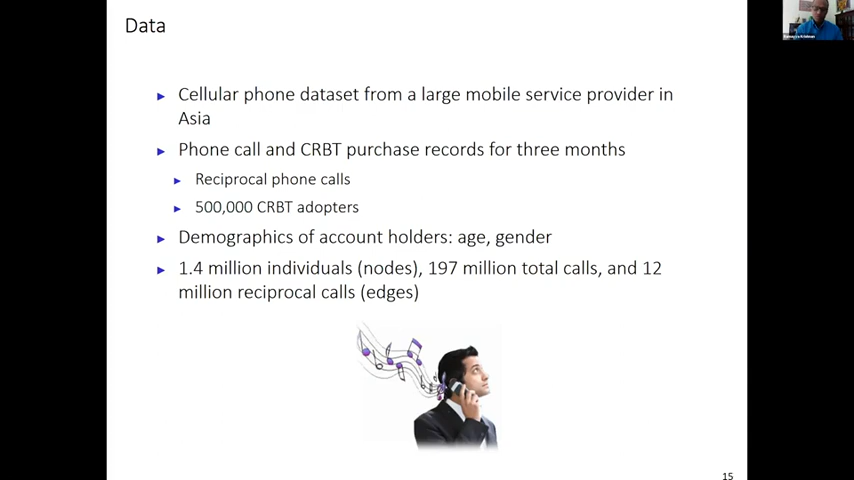 Data
Cellular phone dataset from a large mobile service provider in
Asia
Phone call and CRBT purchase records for three months
Reciprocal phone calls
500,000 CRBT adopters
Demographics of account holders: age, gender
1.4 million individuals (nodes), 197 million total calls, and 12
million reciprocal calls (edges)
15